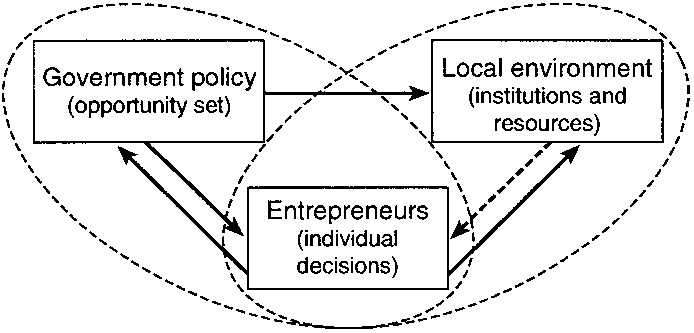 Government policy
(opportunity set)
Local environment
(institutions and
resources)
Entrepreneurs
(individual
decisions)